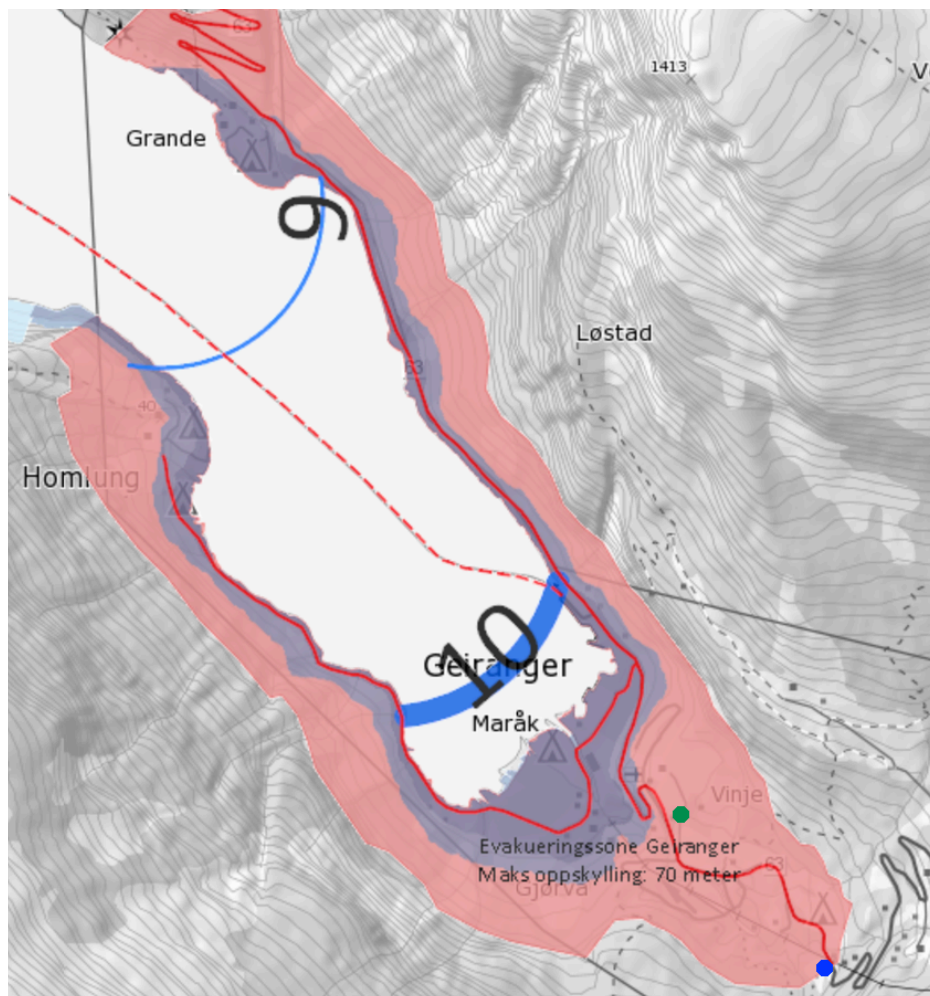 63
1413
Grande
9
Løstad
63
40
Homlung
10
Geiranger
Maråk
Vinje
Evakueringssone Geiranger
Maks oppskylling: 70 meter
63
Gjørva